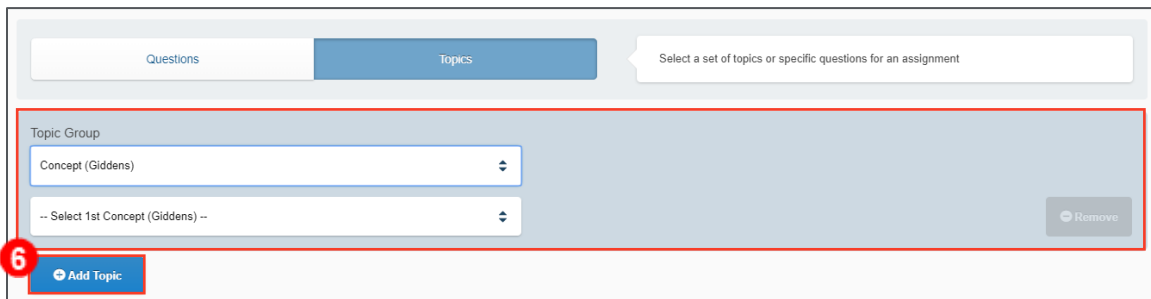 Questions
Topics
Select a set of topics or specific questions for an assignment
Topic Group
Concept (Giddens)
-- Select 1st Concept (Giddens) --
Remove
6
Add Topic